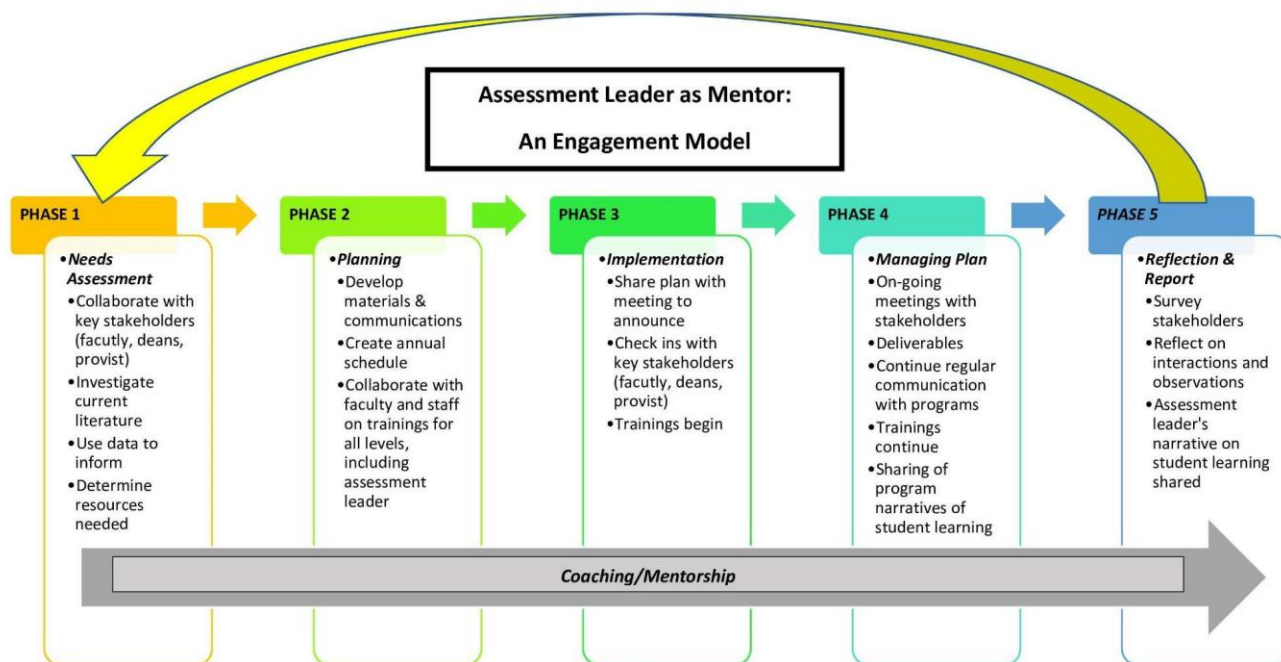 Assessment Leader as Mentor:
An Engagement Model
PHASE 1
•Needs
Assessment
•Collaborate with
key stakeholders
(facutly, deans,
provist)
•Investigate
current
literature
•Use data to
inform
•Determine
resources
needed
PHASE 2
•Planning
•Develop
materials &
communications
•Create annual
schedule
•Collaborate with
faculty and staff
on trainings for
all levels,
including
assessment
leader
PHASE 3
•Implementation
•Share plan with
meeting to
announce
•Check ins with
key stakeholders
(facutly, deans,
provist)
•Trainings begin
PHASE 4
•Managing Plan
•On-going
meetings with
stakeholders
•Deliverables
•Continue regular
communication
with programs
•Trainings
continue
•Sharing of
program
narratives of
student learning
PHASE 5
•Reflection &
Report
•Survey
stakeholders
•Reflect on
interactions and
observations
•Assessment
leader's
narrative on
student learning
shared
Coaching/Mentorship